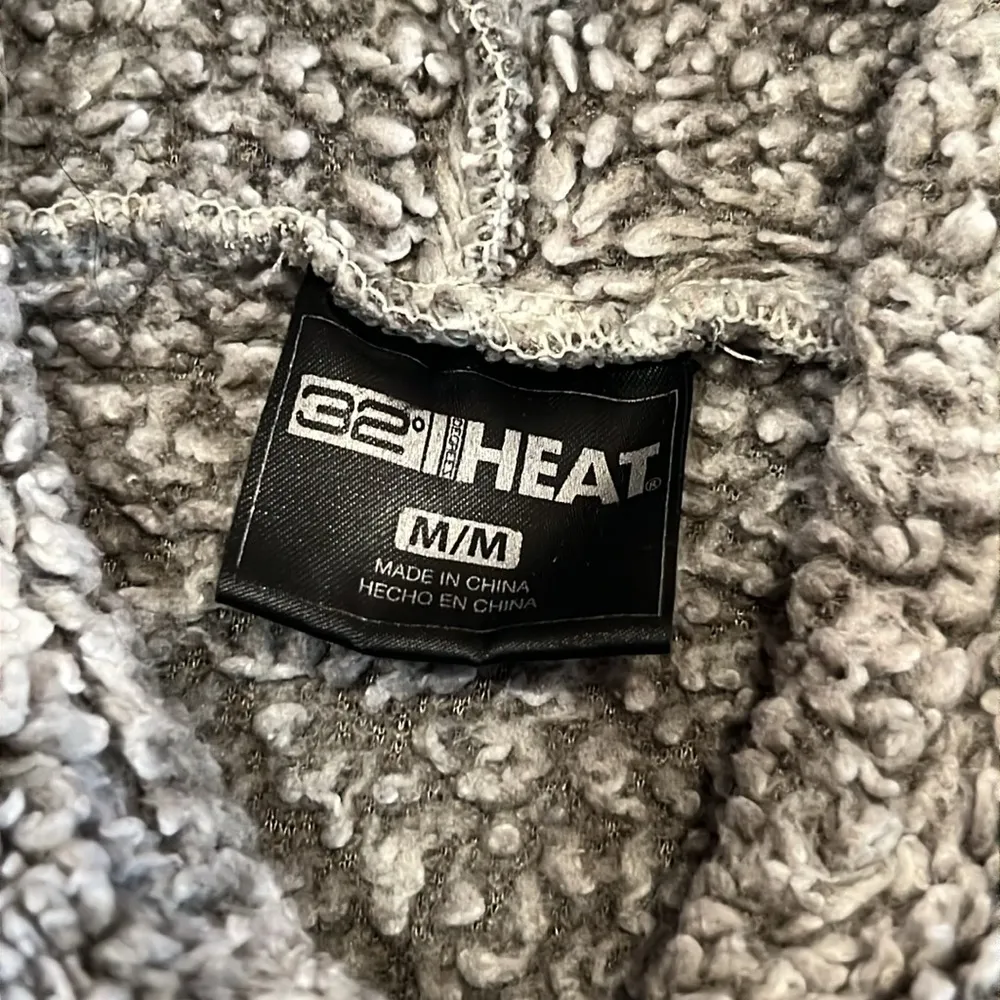 32° HEAT®
M/M
MADE IN CHINA
HECHO EN CHINA